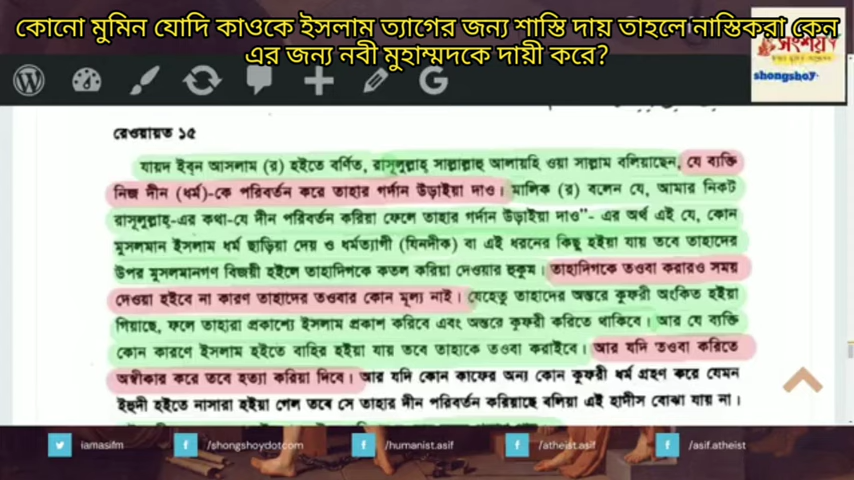 কোনো মুমিন যোদি কাওকে ইসলাম ত্যাগের জন্য শাস্তি দায় তাহলে নাস্তিকরা কেন
এর জন্য নবী মুহাম্মদকে দায়ী করে?
সংশয়
shongshoy
রেওয়ায়ত ১৫
যায়দ ইব্‌ন আসলাম (র) হইতে বর্ণিত, রাসূলুল্লাহ্ সাল্লাল্লাহু আলায়হি ওয়া সাল্লাম বলিয়াছেন, যে ব্যক্তি
নিজ দীন (ধর্ম)-কে পরিবর্তন করে তাহার গর্দান উড়াইয়া দাও। মালিক (র) বলেন যে, আমার নিকট
রাসূলুল্লাহ্-এর কথা-যে দীন পরিবর্তন করিয়া ফেলে তাহার গর্দান উড়াইয়া দাও"- এর অর্থ এই যে, কোন
মুসলমান ইসলাম ধর্ম ছাড়িয়া দেয় ও ধর্মত্যাগী (যিনদীক) বা এই ধরনের কিছু হইয়া যায় তবে তাহাদের
উপর মুসলমানগণ বিজয়ী হইলে তাহাদিগকে কতল করিয়া দেওয়ার হুকুম। তাহাদিগকে তওবা করারও সময়
দেওয়া হইবে না কারণ তাহাদের তওবার কোন মূল্য নাই। যেহেতু তাহাদের অন্তরে কুফরী অংকিত হইয়া
গিয়াছে, ফলে তাহারা প্রকাশ্যে ইসলাম প্রকাশ করিবে এবং অন্তরে কুফরী করিতে থাকিবে। আর যে ব্যক্তি
কোন কারণে ইসলাম হইতে বাহির হইয়া যায় তবে তাহাকে তওবা করাইবে। আর যদি তওবা করিতে
অস্বীকার করে তবে হত্যা করিয়া দিবে। আর যদি কোন কাফের অন্য কোন কুফরী ধর্ম গ্রহণ করে যেমন
ইহুদী হইতে নাসারা হইয়া গেল তবে সে তাহার দীন পরিবর্তন করিয়াছে বলিয়া এই হাদীস বোঝা যায় না।
iamasifm
/shongshoydotcom
/humanist.asif
/atheist.asif
/asif.atheist